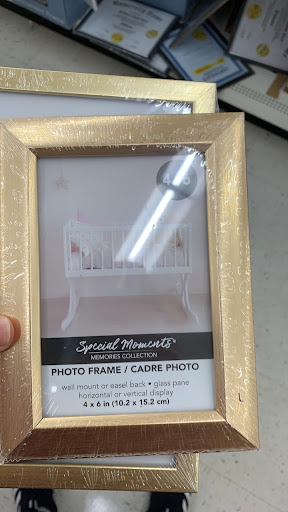 Special Moments®
MEMORIES COLLECTION
PHOTO FRAME / CADRE PHOTO
wall mount or easel back • glass pane
horizontal or vertical display
4 x 6 in (10.2 x 15.2 cm)